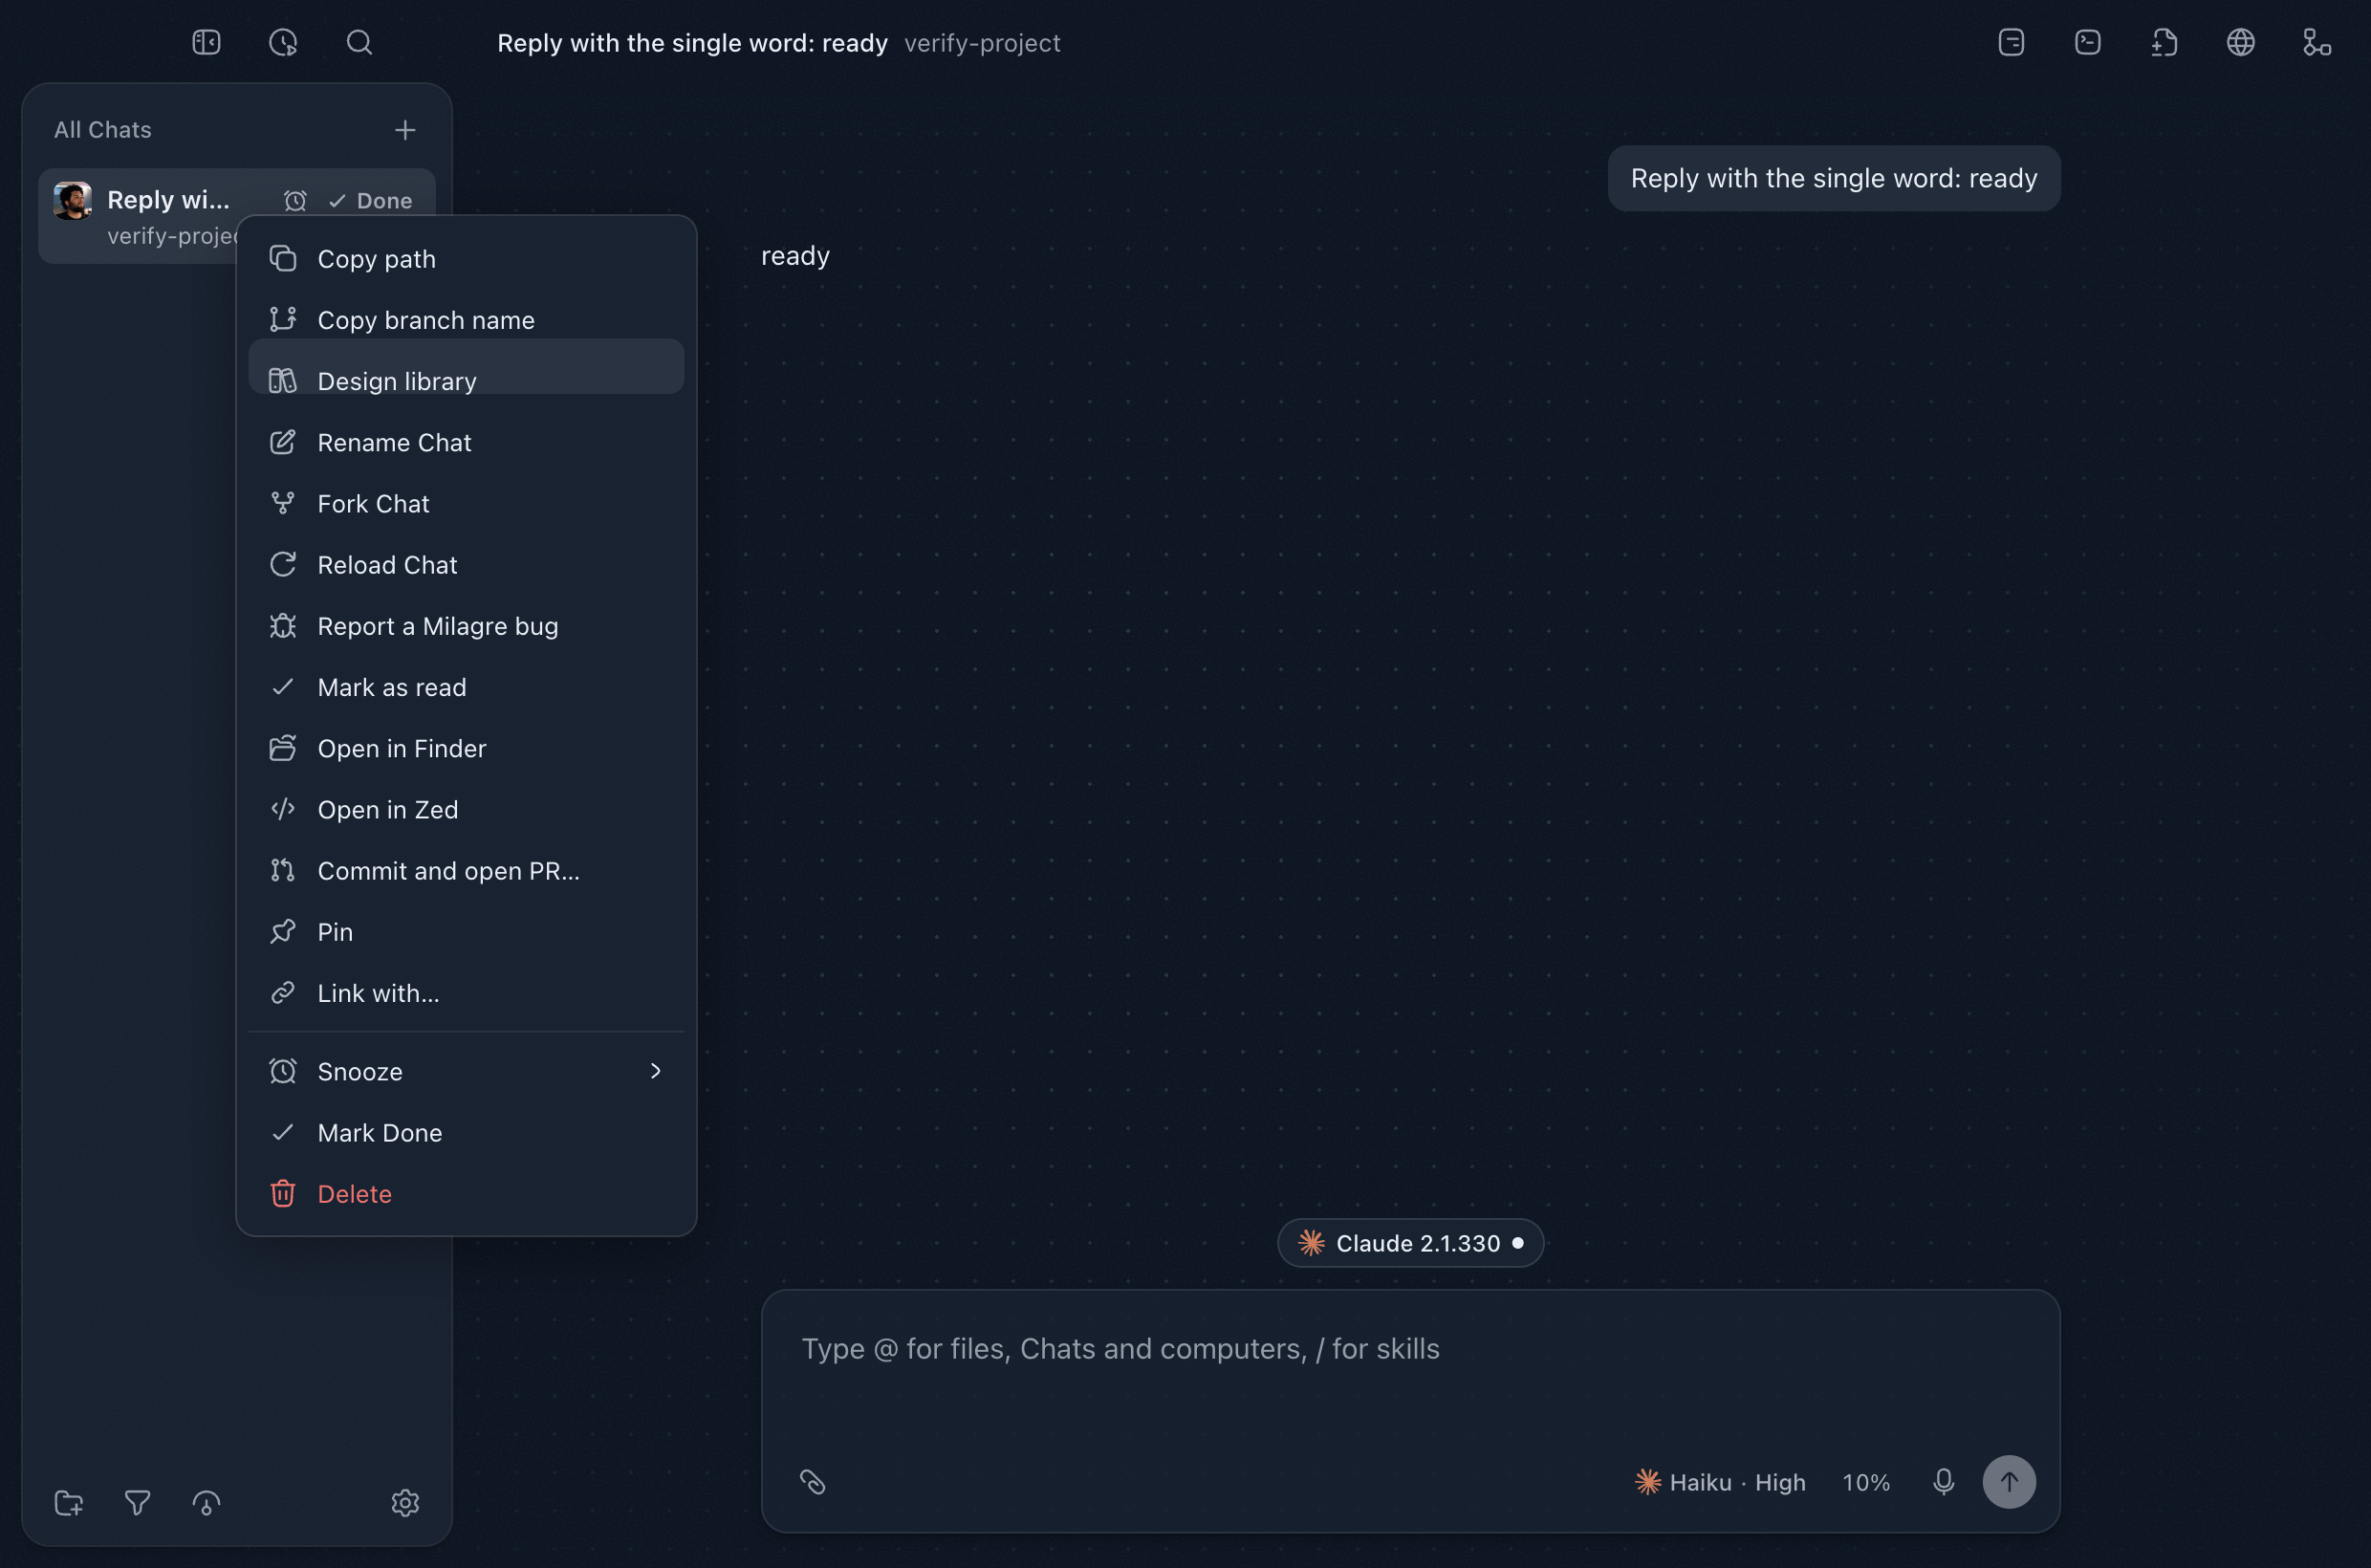 Reply with the single word: ready verify-project
All Chats
Reply wi... Done
verify-projec
Copy path
Copy branch name
Design library
Rename Chat
Fork Chat
Reload Chat
Report a Milagre bug
Mark as read
Open in Finder
Open in Zed
Commit and open PR...
Pin
Link with...
Snooze
Mark Done
Delete
Reply with the single word: ready
ready
Claude 2.1.330
Type @ for files, Chats and computers, / for skills
Haiku · High 10%